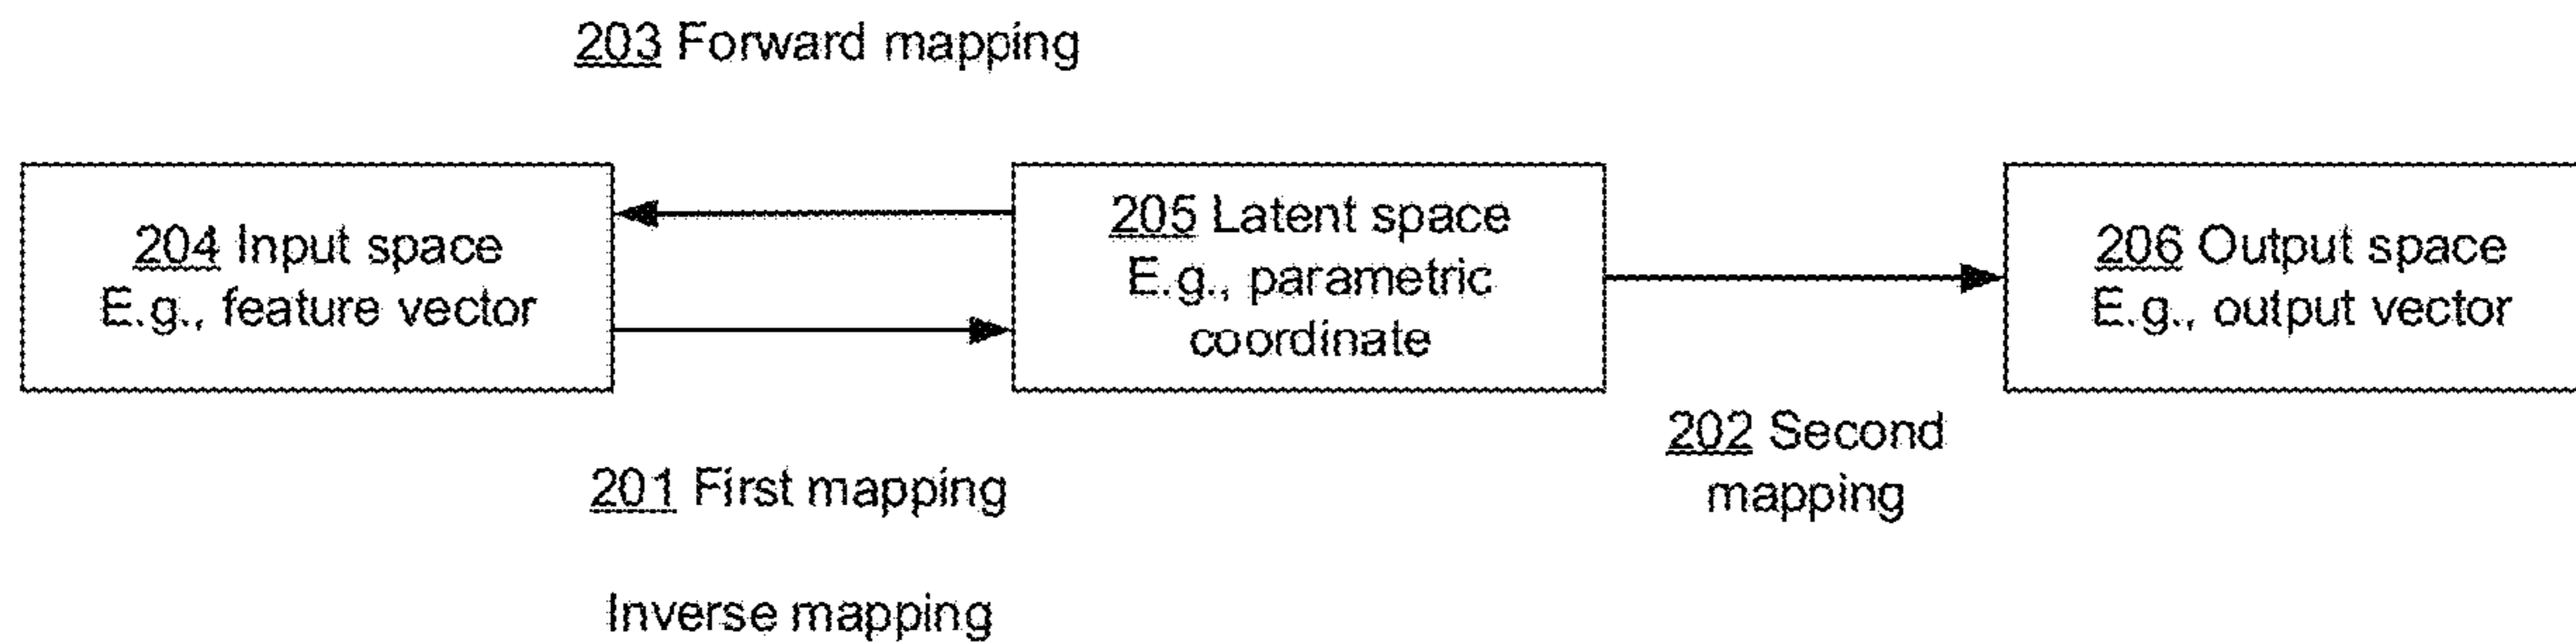 203 Forward mapping
204 Input space
E.g., feature vector
205 Latent space
E.g., parametric
coordinate
206 Output space
E.g., output vector
202 Second
mapping
201 First mapping
Inverse mapping